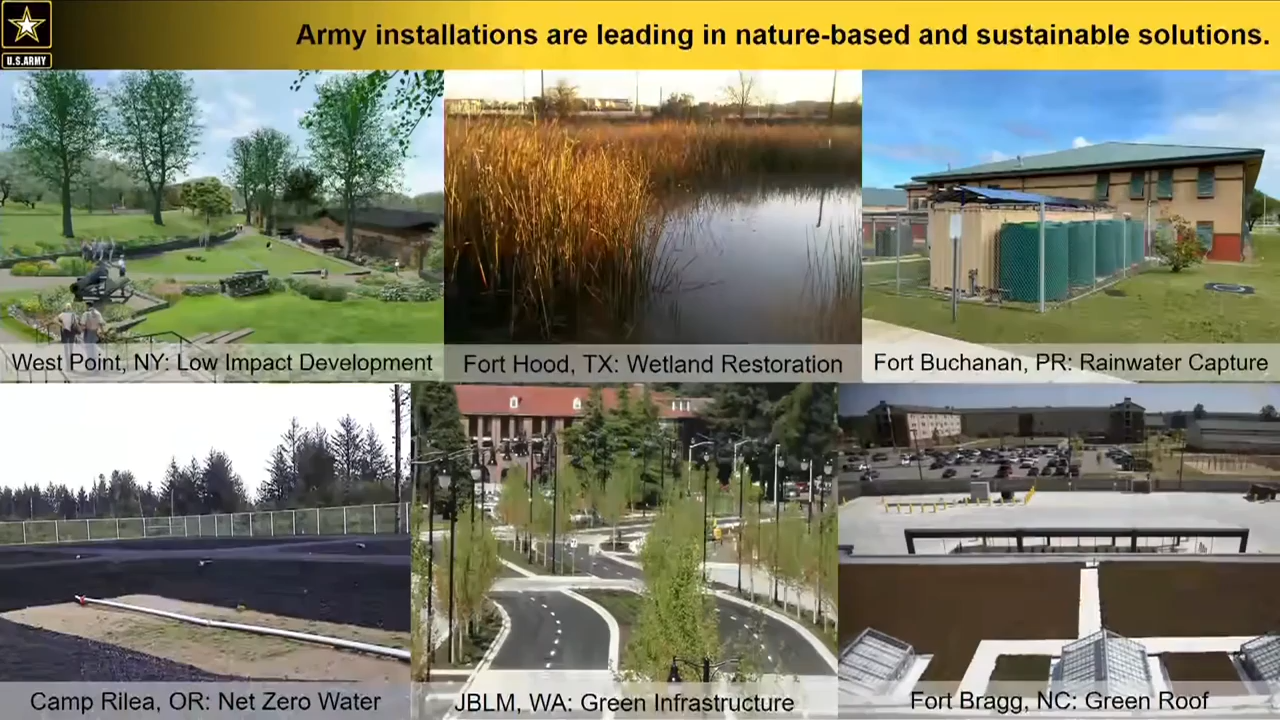 Army installations are leading in nature-based and sustainable solutions.
U.S.ARMY
West Point, NY: Low Impact Development
Fort Hood, TX: Wetland Restoration
Fort Buchanan, PR: Rainwater Capture
Camp Rilea, OR: Net Zero Water
JBLM, WA: Green Infrastructure
Fort Bragg, NC: Green Roof